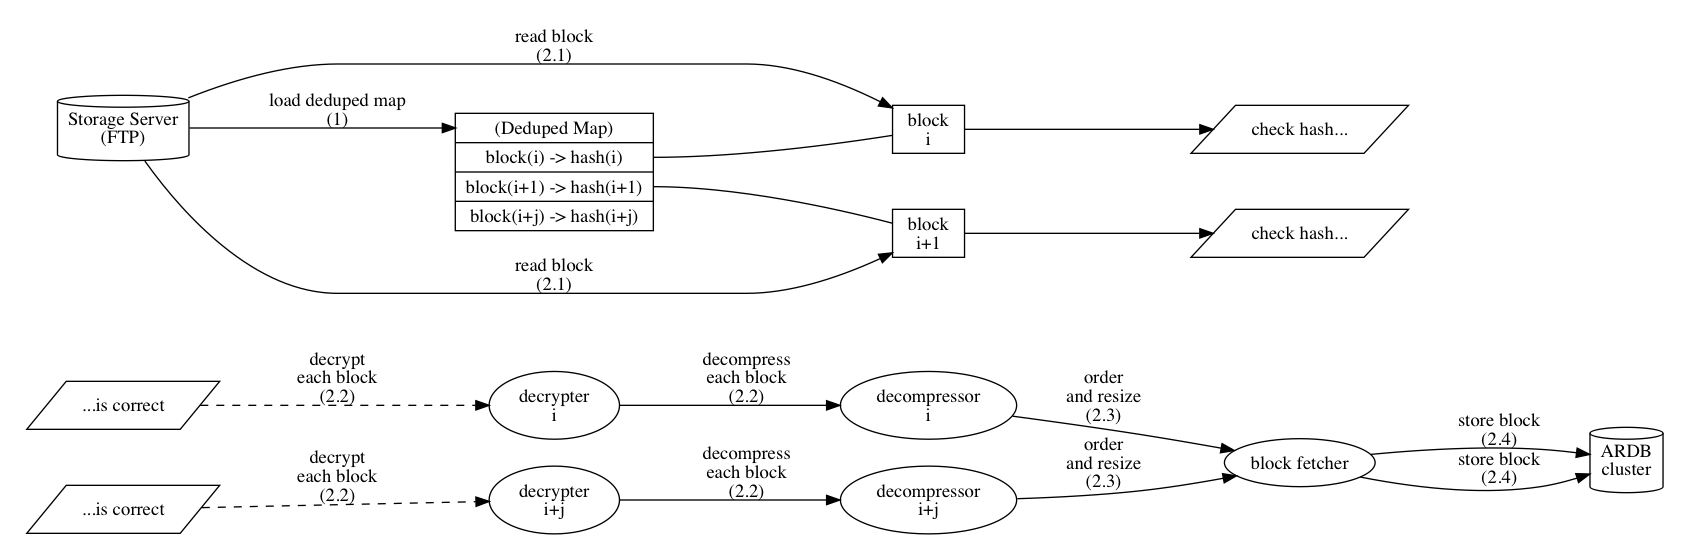 read block
(2.1)
Storage Server
(FTP)
load deduped map
(1)
(Deduped Map)
block(i) -> hash(i)
block(i+1) -> hash(i+1)
block(i+j) -> hash(i+j)
block
i
check hash...
block
i+1
check hash...
read block
(2.1)
...is correct
decrypt
each block
(2.2)
decrypter
i
decompress
each block
(2.2)
decompressor
i
order
and resize
(2.3)
...is correct
decrypt
each block
(2.2)
decrypter
i+j
decompress
each block
(2.2)
decompressor
i+j
order
and resize
(2.3)
block fetcher
store block
(2.4)
store block
(2.4)
ARDB
cluster